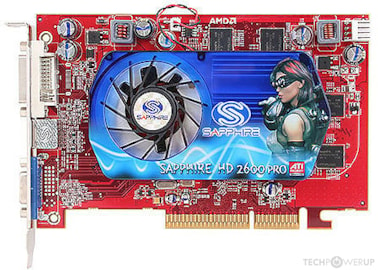 AMD
SAPPHIRE
SAPPHIRE
SAPPHIRE HD 2600PRO
ATI
TECHPOWERUP